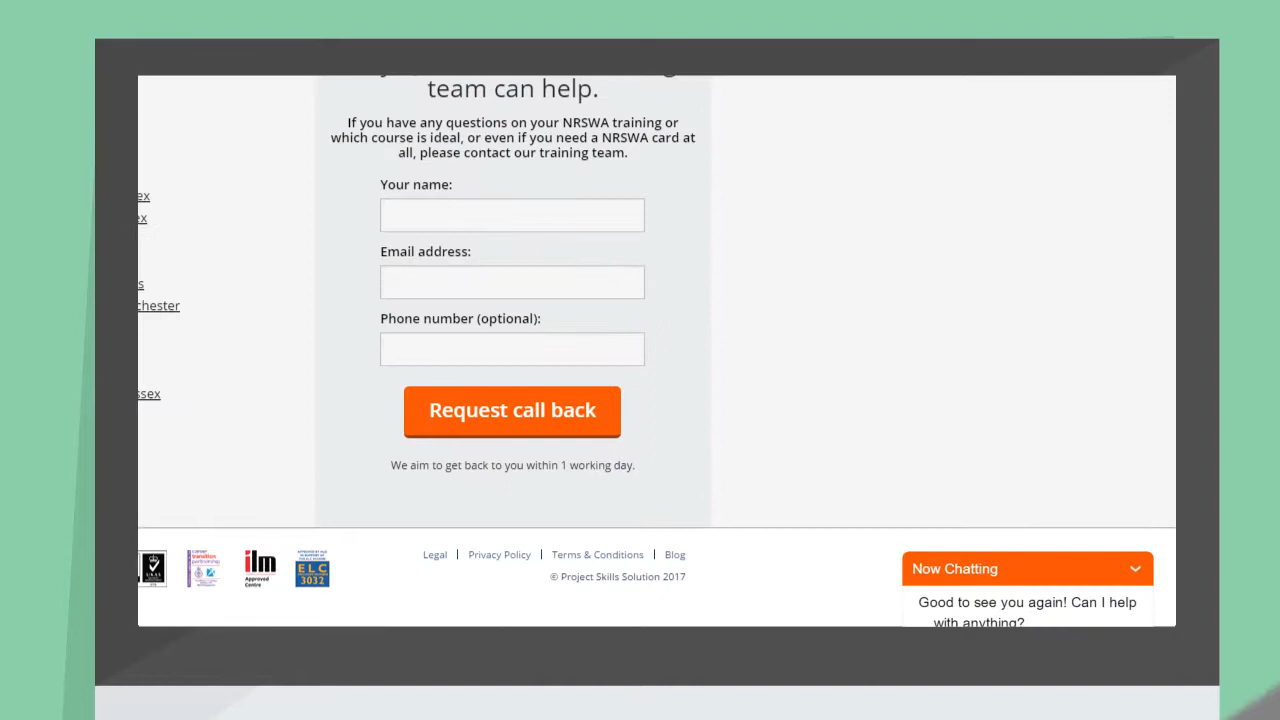 team can help.
If you have any questions on your NRSWA training or
which course is ideal, or even if you need a NRSWA card at
all, please contact our training team.
Your name:
Email address:
Phone number (optional):
Request call back
We aim to get back to you within 1 working day.
ex
ex
s
chester
ssex
UKAS
career
transition
partnership
ilm
Approved
Centre
ELC
3032
Legal | Privacy Policy | Terms & Conditions | Blog
© Project Skills Solution 2017
Now Chatting
Good to see you again! Can I help
with anything?